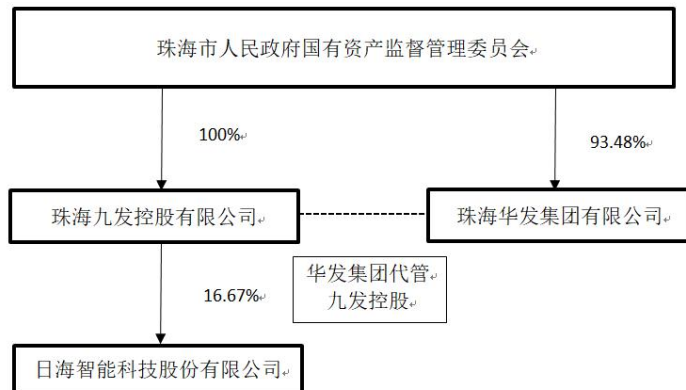 珠海市人民政府国有资产监督管理委员会
100%
93.48%
珠海九发控股有限公司
珠海华发集团有限公司
华发集团代管
九发控股
16.67%
日海智能科技股份有限公司